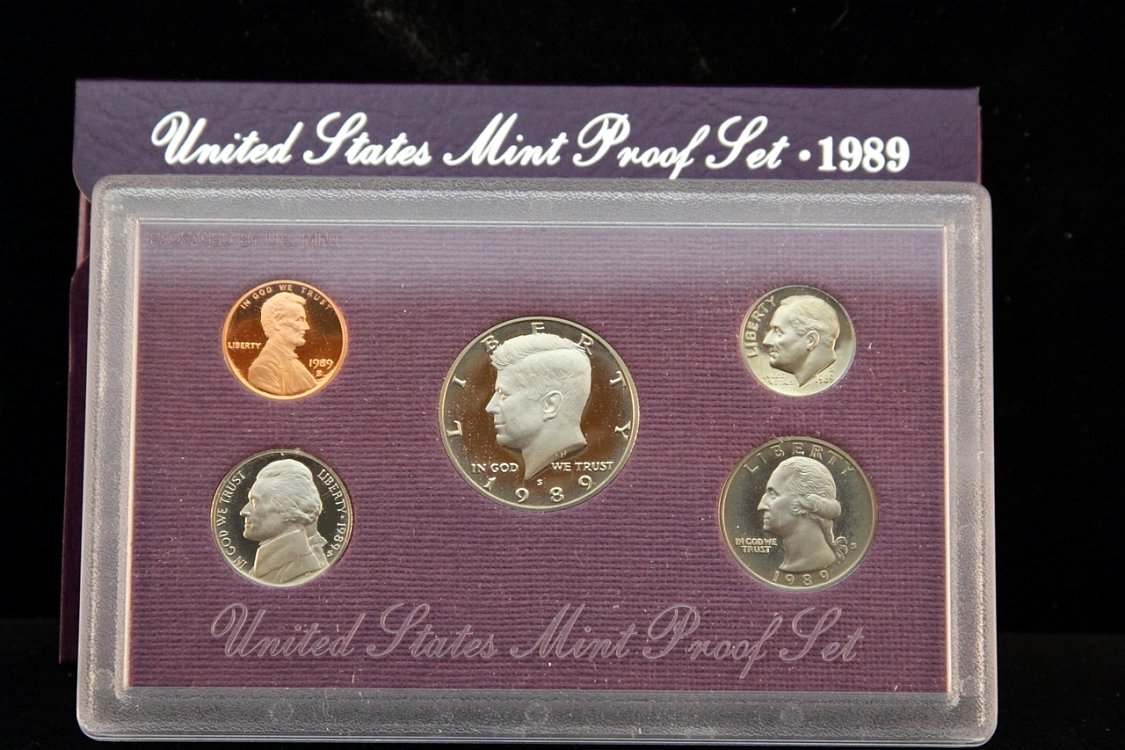 United States Mint Proof Set · 1989
PACKAGED BY U.S. MINT
IN GOD WE TRUST
LIBERTY
1989
S
LIBERTY
IN GOD WE TRUST
S
1989
LIBERTY
1989
IN GOD WE TRUST
LIBERTY · 1989
S
LIBERTY
IN GOD WE
TRUST
S
1989
United States Mint Proof Set